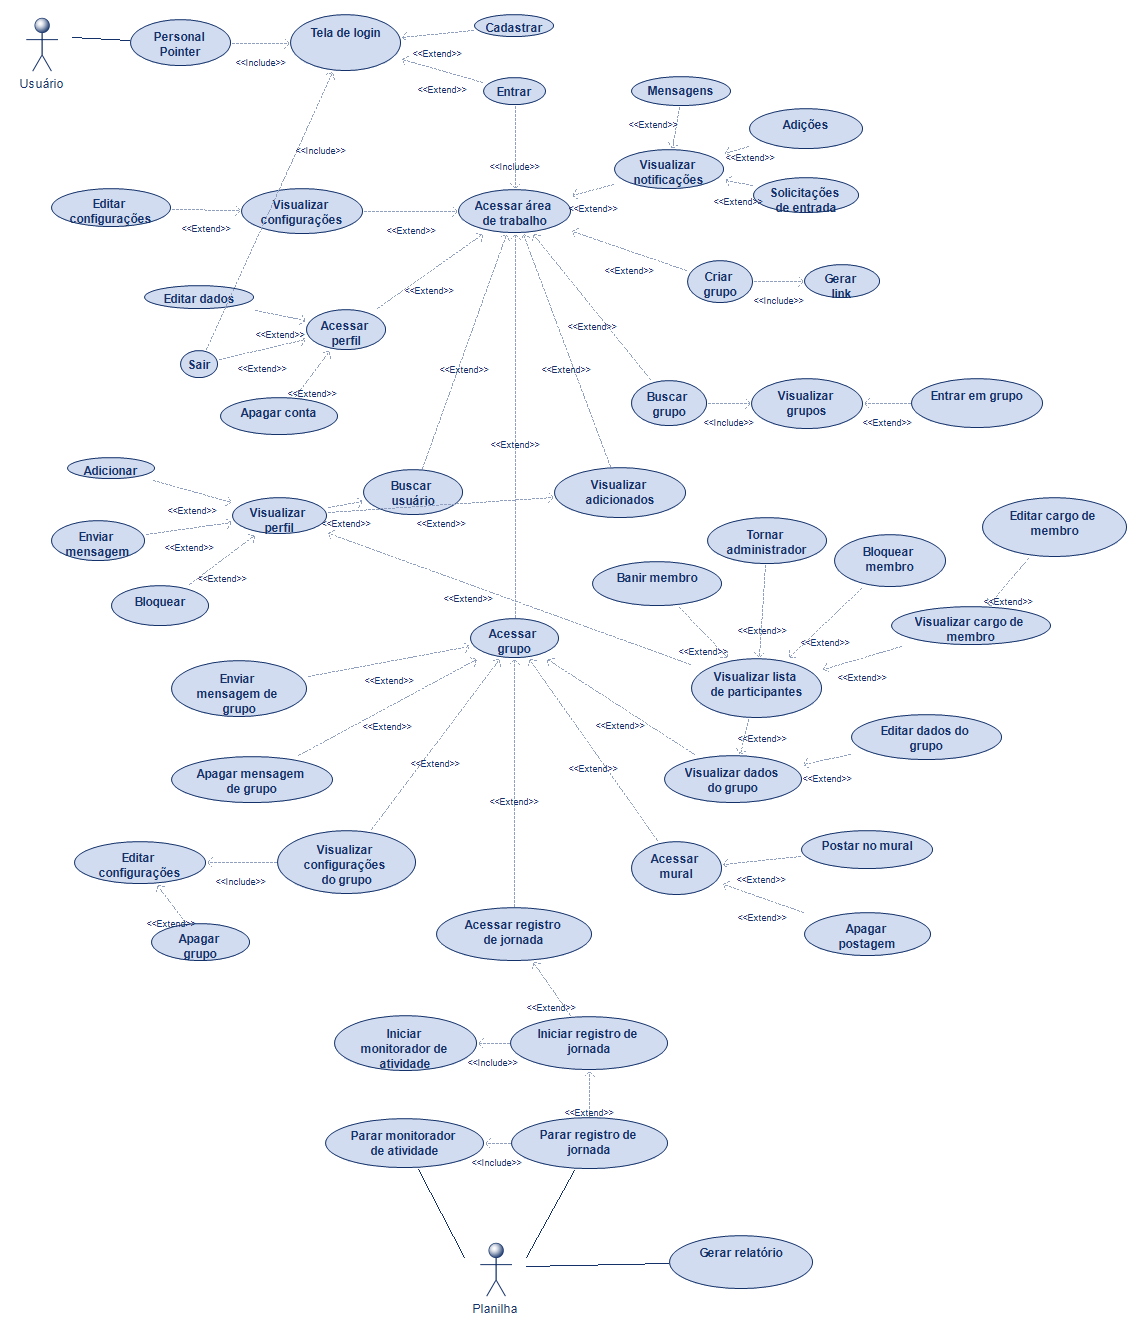 Usuário
Personal
Pointer
<<Include>>
Tela de login
<<Extend>>
Cadastrar
<<Extend>>
Entrar
<<Include>>
<<Include>>
Mensagens
<<Extend>>
Adições
<<Extend>>
Visualizar
notificações
Solicitações
de entrada
<<Extend>>
<<Extend>>
Editar
configurações
<<Extend>>
Visualizar
configurações
<<Extend>>
Acessar área
de trabalho
<<Extend>>
Criar
grupo
<<Include>>
Gerar
link
Editar dados
<<Extend>>
<<Extend>>
Acessar
perfil
<<Extend>>
Sair
<<Extend>>
<<Extend>>
Apagar conta
<<Extend>>
<<Extend>>
<<Extend>>
Buscar
grupo
<<Include>>
Visualizar
grupos
<<Extend>>
Entrar em grupo
<<Extend>>
Adicionar
<<Extend>>
Buscar
usuário
Visualizar
adicionados
Visualizar
perfil
<<Extend>>
<<Extend>>
Enviar
mensagem
<<Extend>>
<<Extend>>
Bloquear
<<Extend>>
Tornar
administrador
Editar cargo de
membro
Bloquear
membro
Banir membro
<<Extend>>
Visualizar cargo de
membro
<<Extend>>
<<Extend>>
<<Extend>>
<<Extend>>
Acessar
grupo
Visualizar lista
de participantes
Enviar
mensagem de
grupo
<<Extend>>
<<Extend>>
<<Extend>>
<<Extend>>
Editar dados do
grupo
<<Extend>>
Apagar mensagem
de grupo
<<Extend>>
<<Extend>>
Visualizar dados
do grupo
<<Extend>>
<<Extend>>
Editar
configurações
<<Include>>
Visualizar
configurações
do grupo
Acessar
mural
Postar no mural
<<Extend>>
<<Extend>>
Apagar
postagem
<<Extend>>
Apagar
grupo
Acessar registro
de jornada
<<Extend>>
Iniciar
monitorador de
atividade
<<Include>>
Iniciar registro de
jornada
<<Extend>>
Parar monitorador
de atividade
<<Include>>
Parar registro de
jornada
Gerar relatório
Planilha